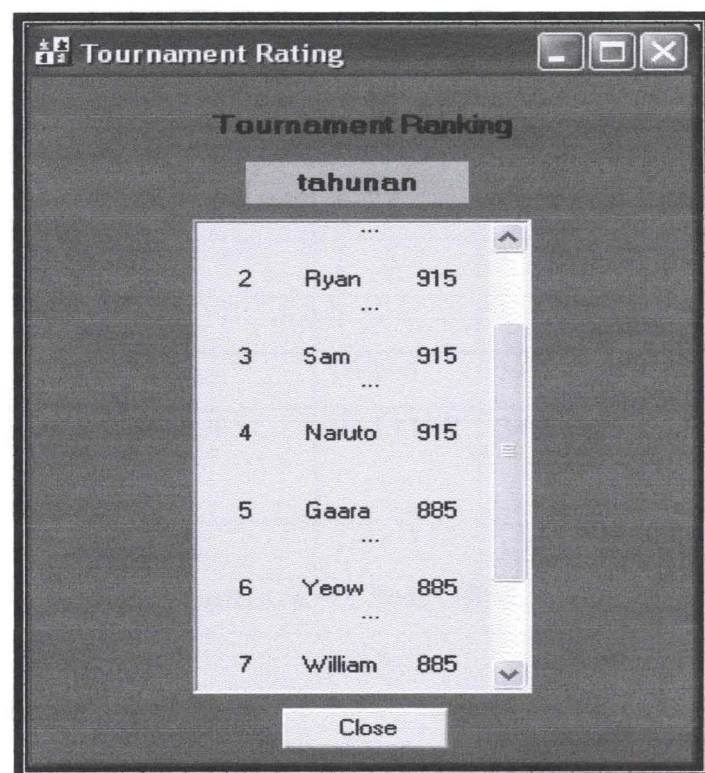 Tournament Rating
Tournament Ranking
tahunan
...
2 Ryan 915
...
3 Sam 915
...
4 Naruto 915
5 Gaara 885
...
6 Yeow 885
...
7 William 885
Close